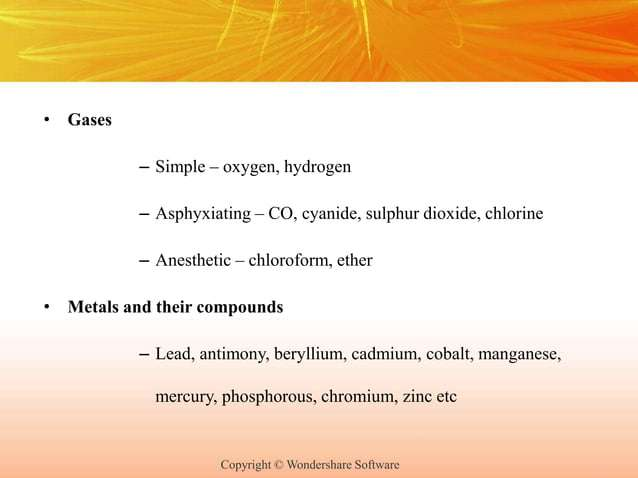 • Gases
– Simple – oxygen, hydrogen
– Asphyxiating – CO, cyanide, sulphur dioxide, chlorine
– Anesthetic – chloroform, ether
• Metals and their compounds
– Lead, antimony, beryllium, cadmium, cobalt, manganese,
mercury, phosphorous, chromium, zinc etc
Copyright © Wondershare Software